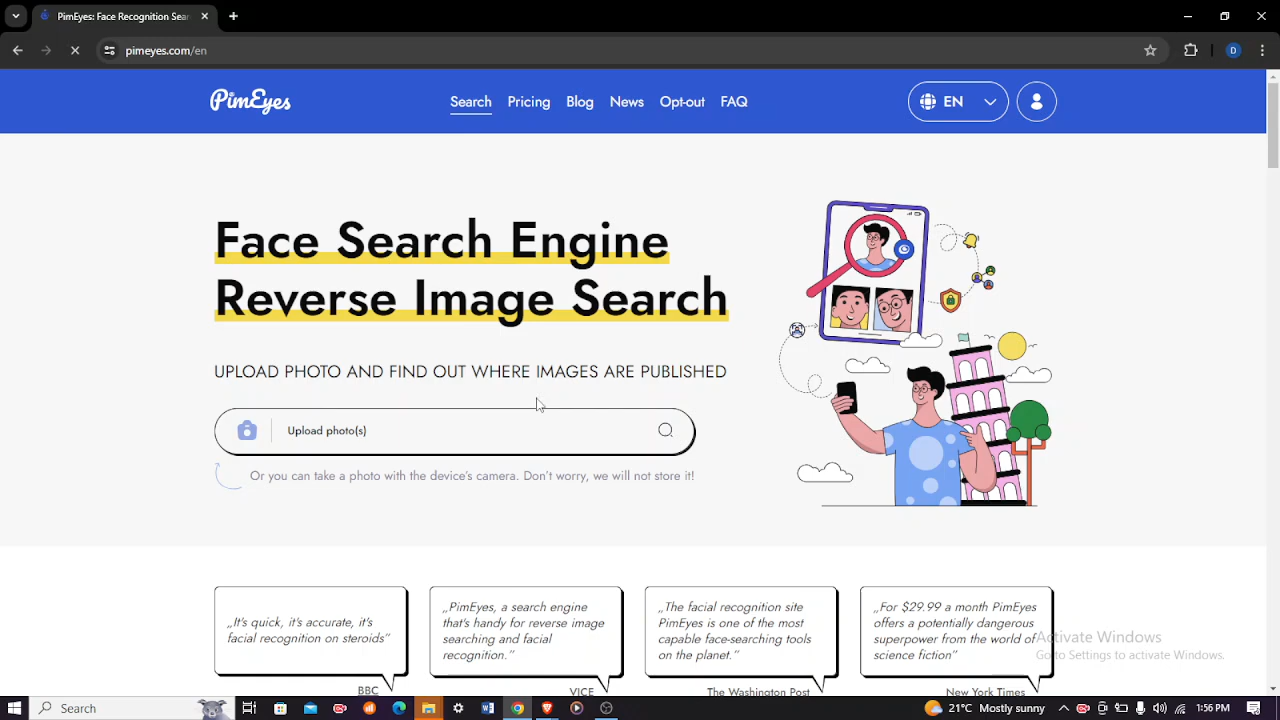 PimEyes: Face Recognition Sear
pimeyes.com/en
D
PimEyes
Search Pricing Blog News Opt-out FAQ
EN
Face Search Engine
Reverse Image Search
UPLOAD PHOTO AND FIND OUT WHERE IMAGES ARE PUBLISHED
Upload photo(s)
Or you can take a photo with the device's camera. Don't worry, we will not store it!
„It's quick, it's accurate, it's
facial recognition on steroids”
BBC
„PimEyes, a search engine
that's handy for reverse image
searching and facial
recognition.”
VICE
„The facial recognition site
PimEyes is one of the most
capable face-searching tools
on the planet.”
The Washington Post
„For $29.99 a month PimEyes
offers a potentially dangerous
superpower from the world of
science fiction”
New York Times
Activate Windows
Go to Settings to activate Windows.
Search
21°C Mostly sunny
1:56 PM